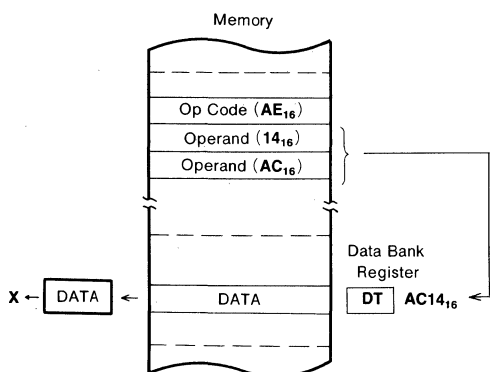 Memory
Op Code (AE₁₆)
Operand (14₁₆)
Operand (AC₁₆)
Data Bank
Register
X ← DATA ← DATA DT AC14₁₆